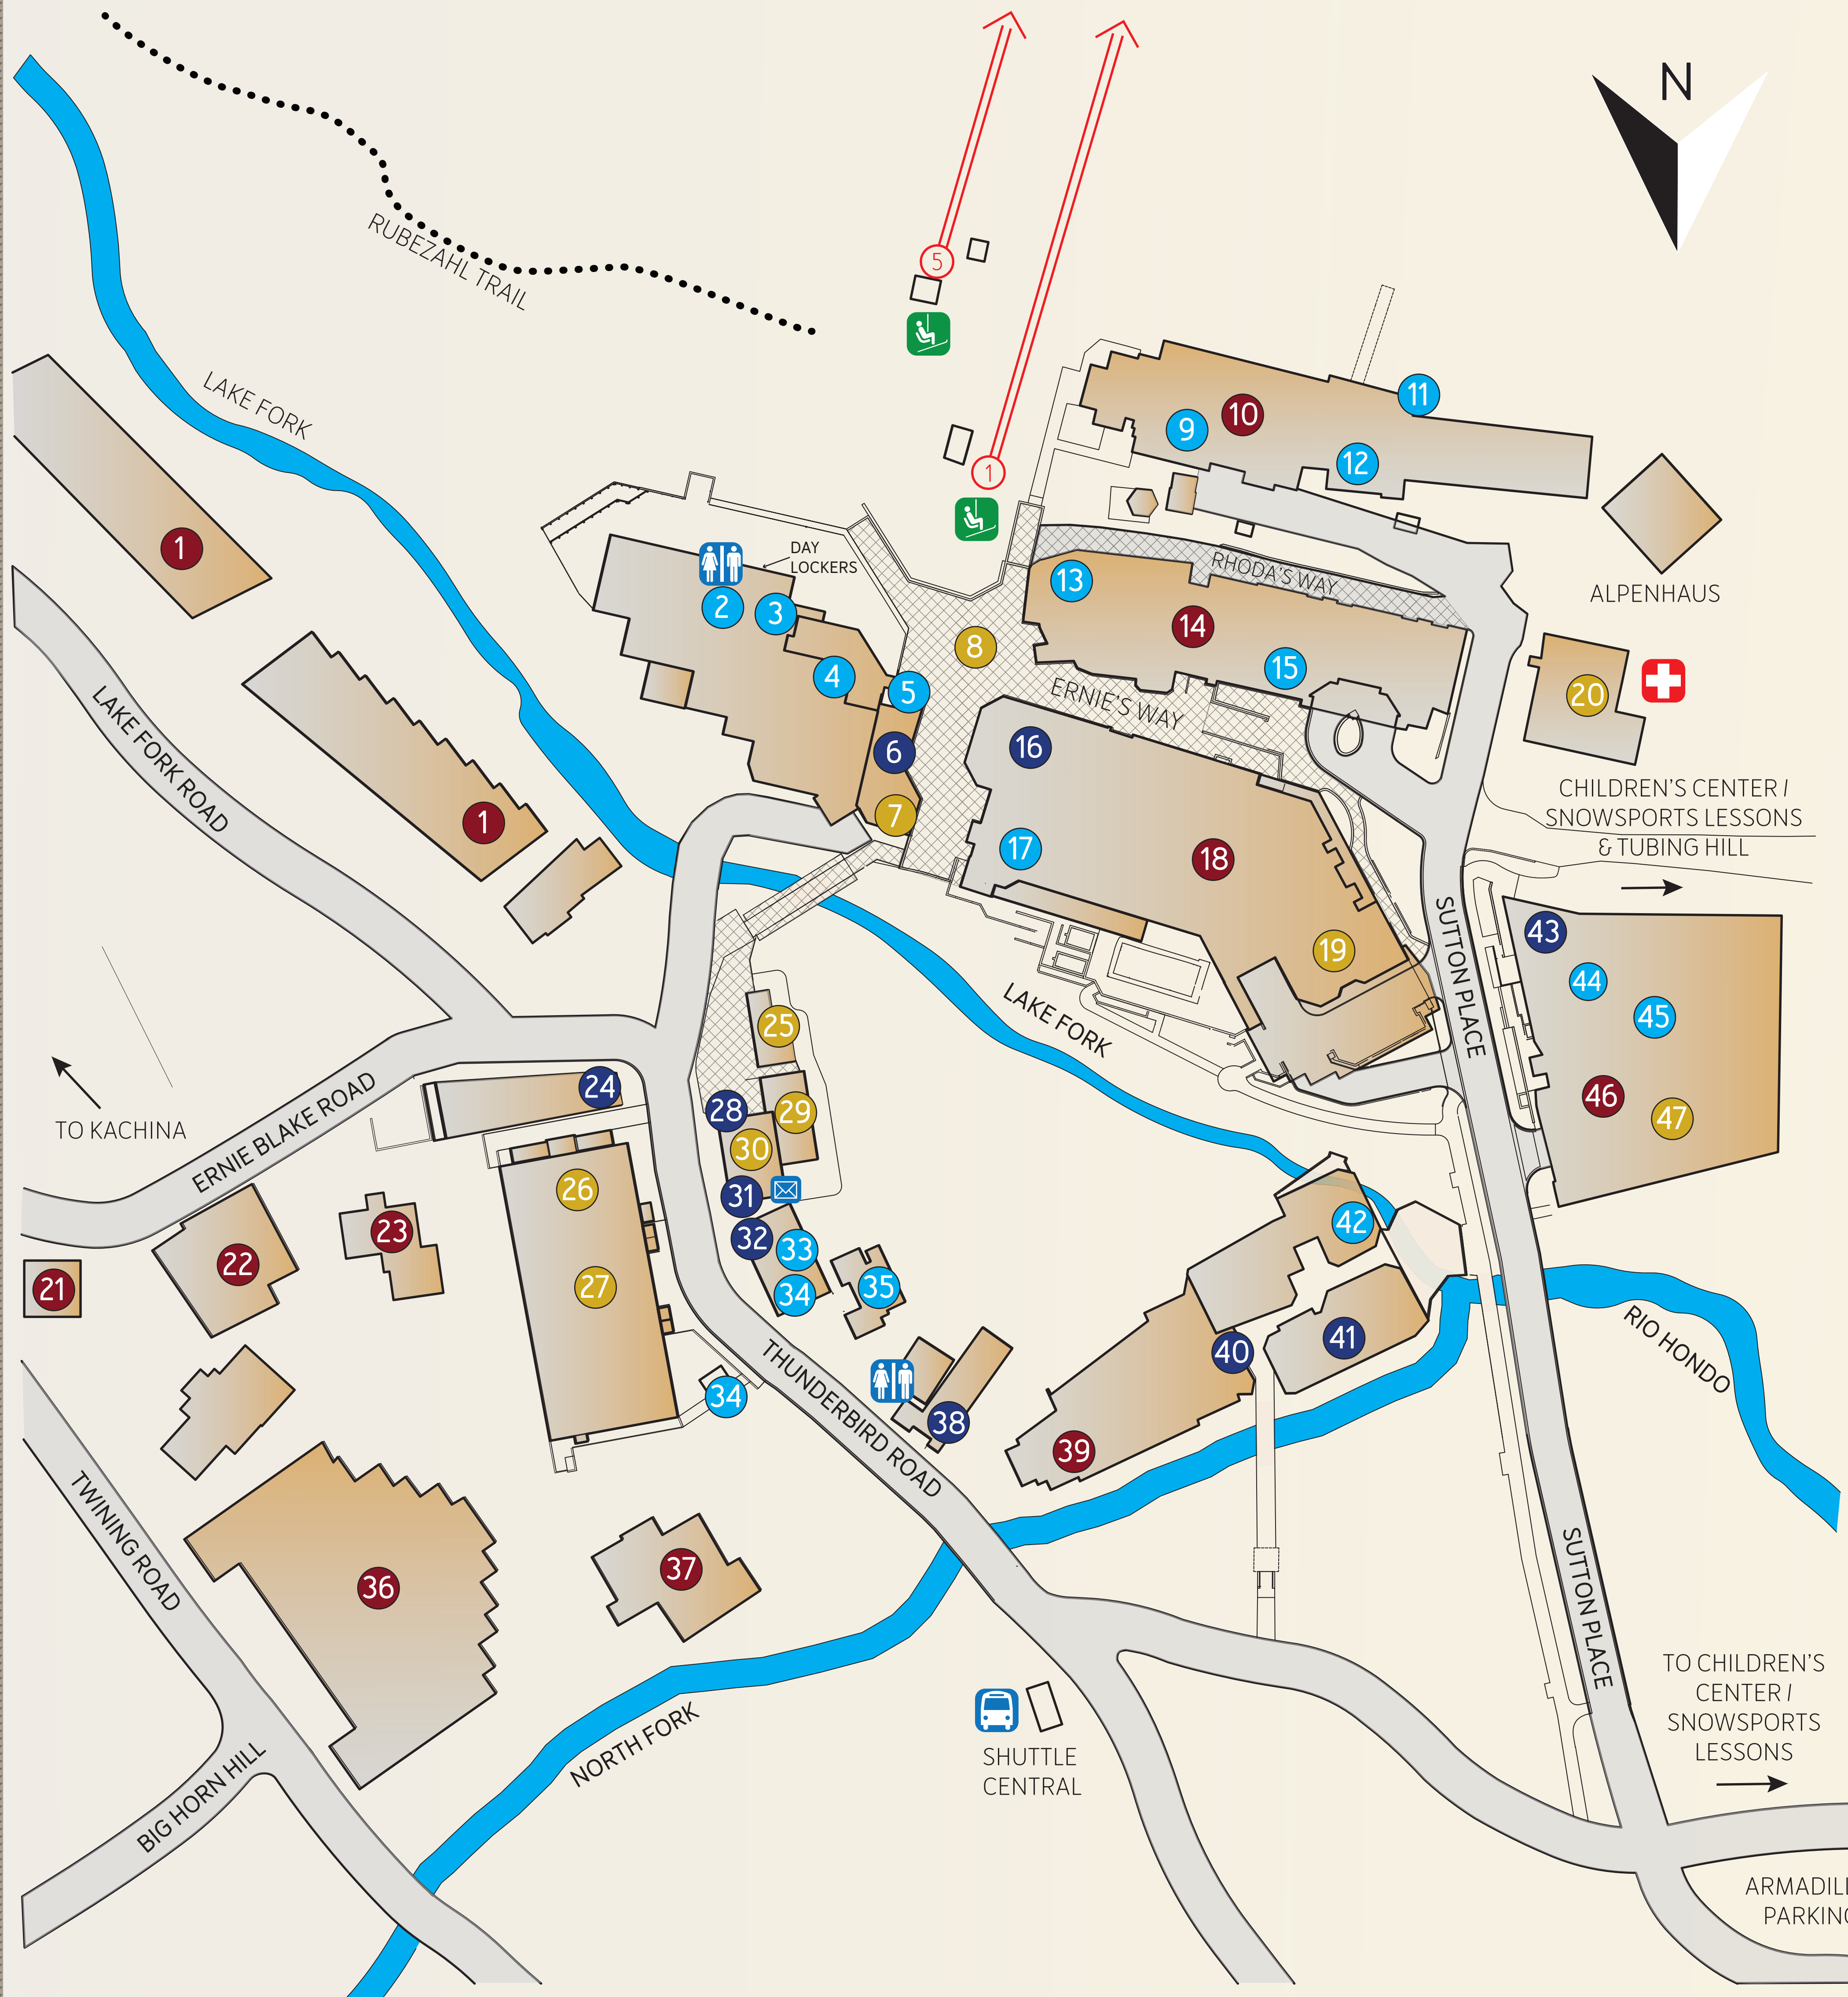 N
RUBEZAHL TRAIL
5
LAKE FORK
11
10
9
12
1
1
DAY
LOCKERS
RHODA'S WAY
ALPENHAUS
2
3
13
14
8
15
4
5
20
ERNIE'S WAY
6
16
7
17
18
19
LAKE FORK ROAD
1
CHILDREN'S CENTER /
SNOWSPORTS LESSONS
& TUBING HILL
SUTTON PLACE
43
44
45
46
47
LAKE FORK
25
24
28
29
30
31
32
33
34
35
TO KACHINA
ERNIE BLAKE ROAD
26
27
23
22
21
34
42
41
40
39
38
RIO HONDO
THUNDERBIRD ROAD
TWINING ROAD
36
37
SUTTON PLACE
NORTH FORK
BIG HORN HILL
SHUTTLE
CENTRAL
TO CHILDREN'S
CENTER /
SNOWSPORTS
LESSONS